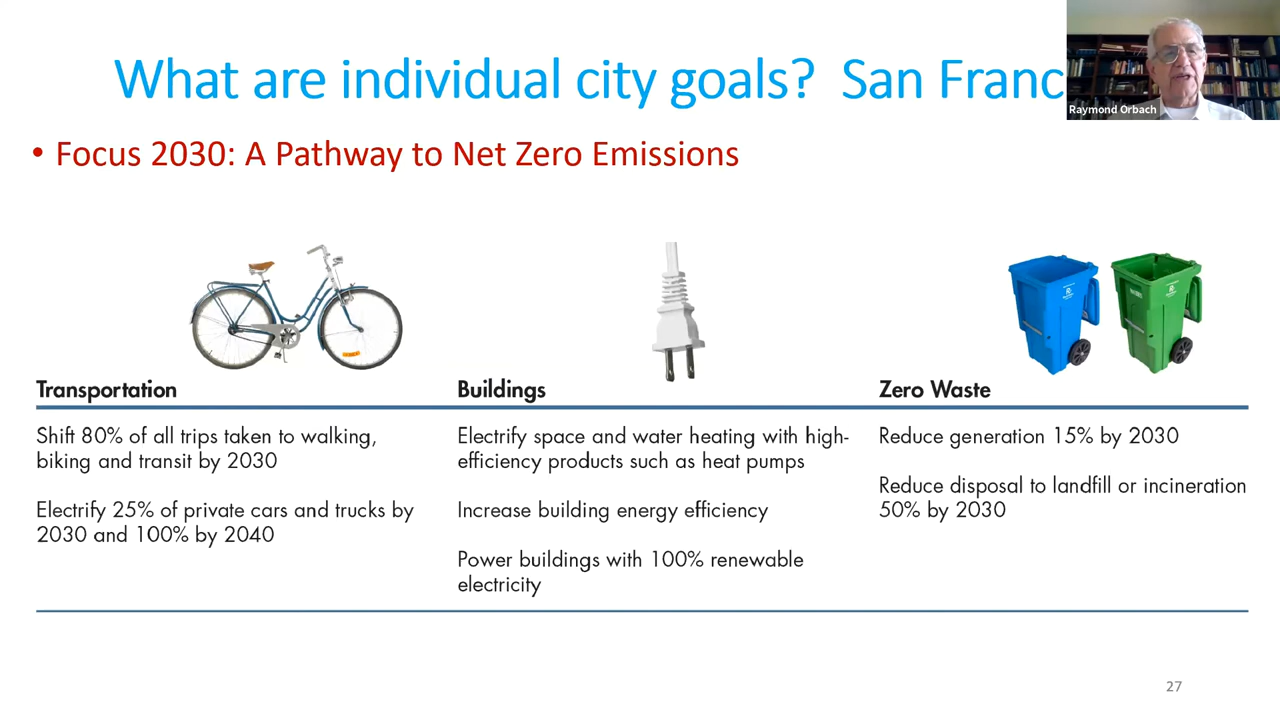 What are individual city goals? San Franc
Raymond Orbach
• Focus 2030: A Pathway to Net Zero Emissions
Transportation
Shift 80% of all trips taken to walking,
biking and transit by 2030
Electrify 25% of private cars and trucks by
2030 and 100% by 2040
Buildings
Electrify space and water heating with high-
efficiency products such as heat pumps
Increase building energy efficiency
Power buildings with 100% renewable
electricity
Zero Waste
Reduce generation 15% by 2030
Reduce disposal to landfill or incineration
50% by 2030
27